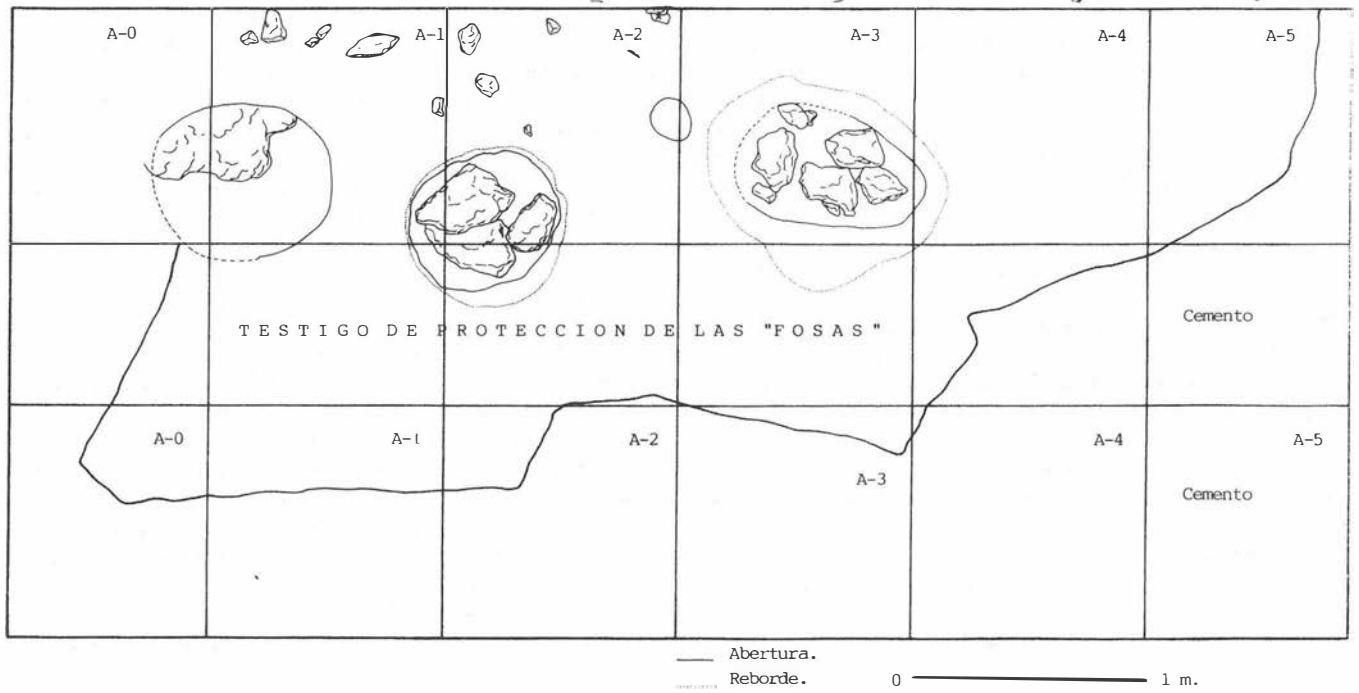 A-0 A-1 A-2 A-3 A-4 A-5
TESTIGO DE PROTECCION DE LAS "FOSAS"
Cemento
A-0 A-1 A-2 A-3 A-4 A-5
Cemento
Abertura.
Reborde. 0 1 m.